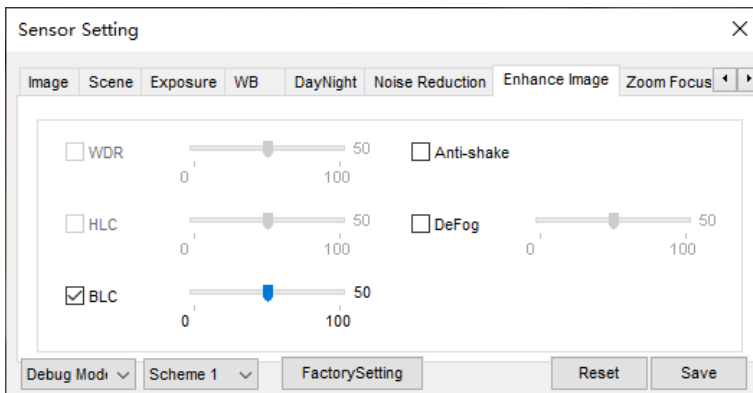 Sensor Setting
Image Scene Exposure WB DayNight Noise Reduction Enhance Image Zoom Focus
WDR 50 Anti-shake
0 100
HLC 50 DeFog 50
0 100 0 100
BLC 50
0 100
Debug Mod Scheme 1 FactorySetting Reset Save